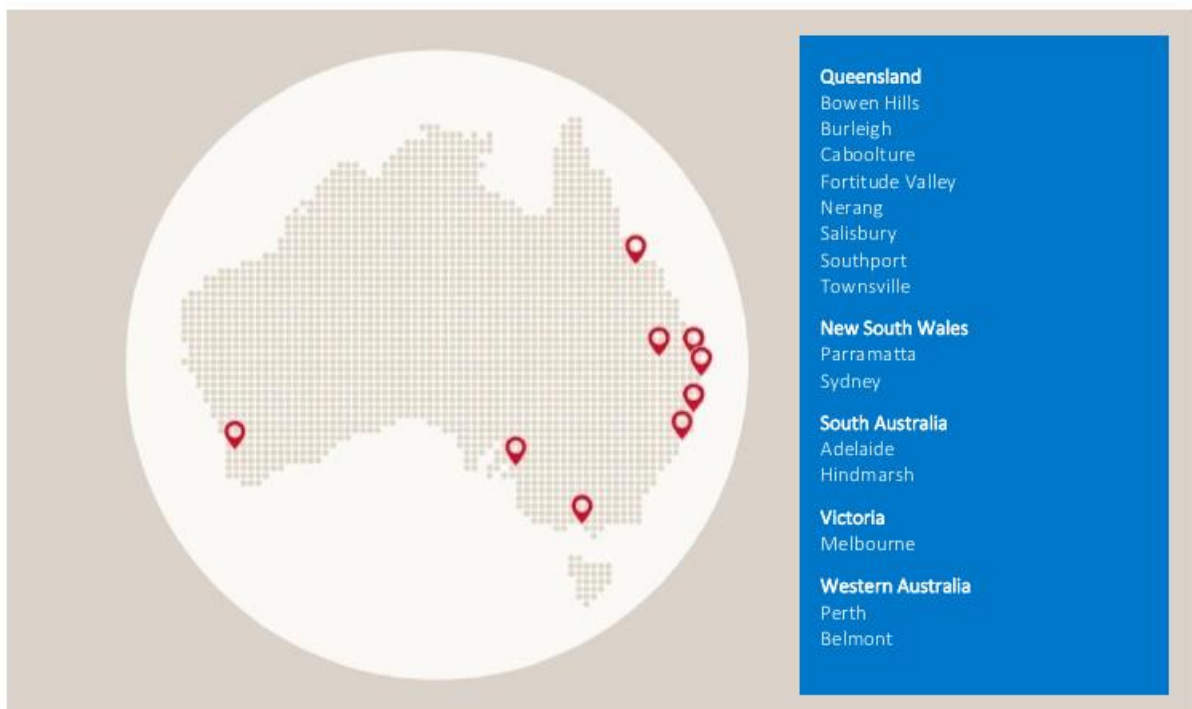 Queensland
Bowen Hills
Burleigh
Caboolture
Fortitude Valley
Nerang
Salisbury
Southport
Townsville
New South Wales
Parramatta
Sydney
South Australia
Adelaide
Hindmarsh
Victoria
Melbourne
Western Australia
Perth
Belmont